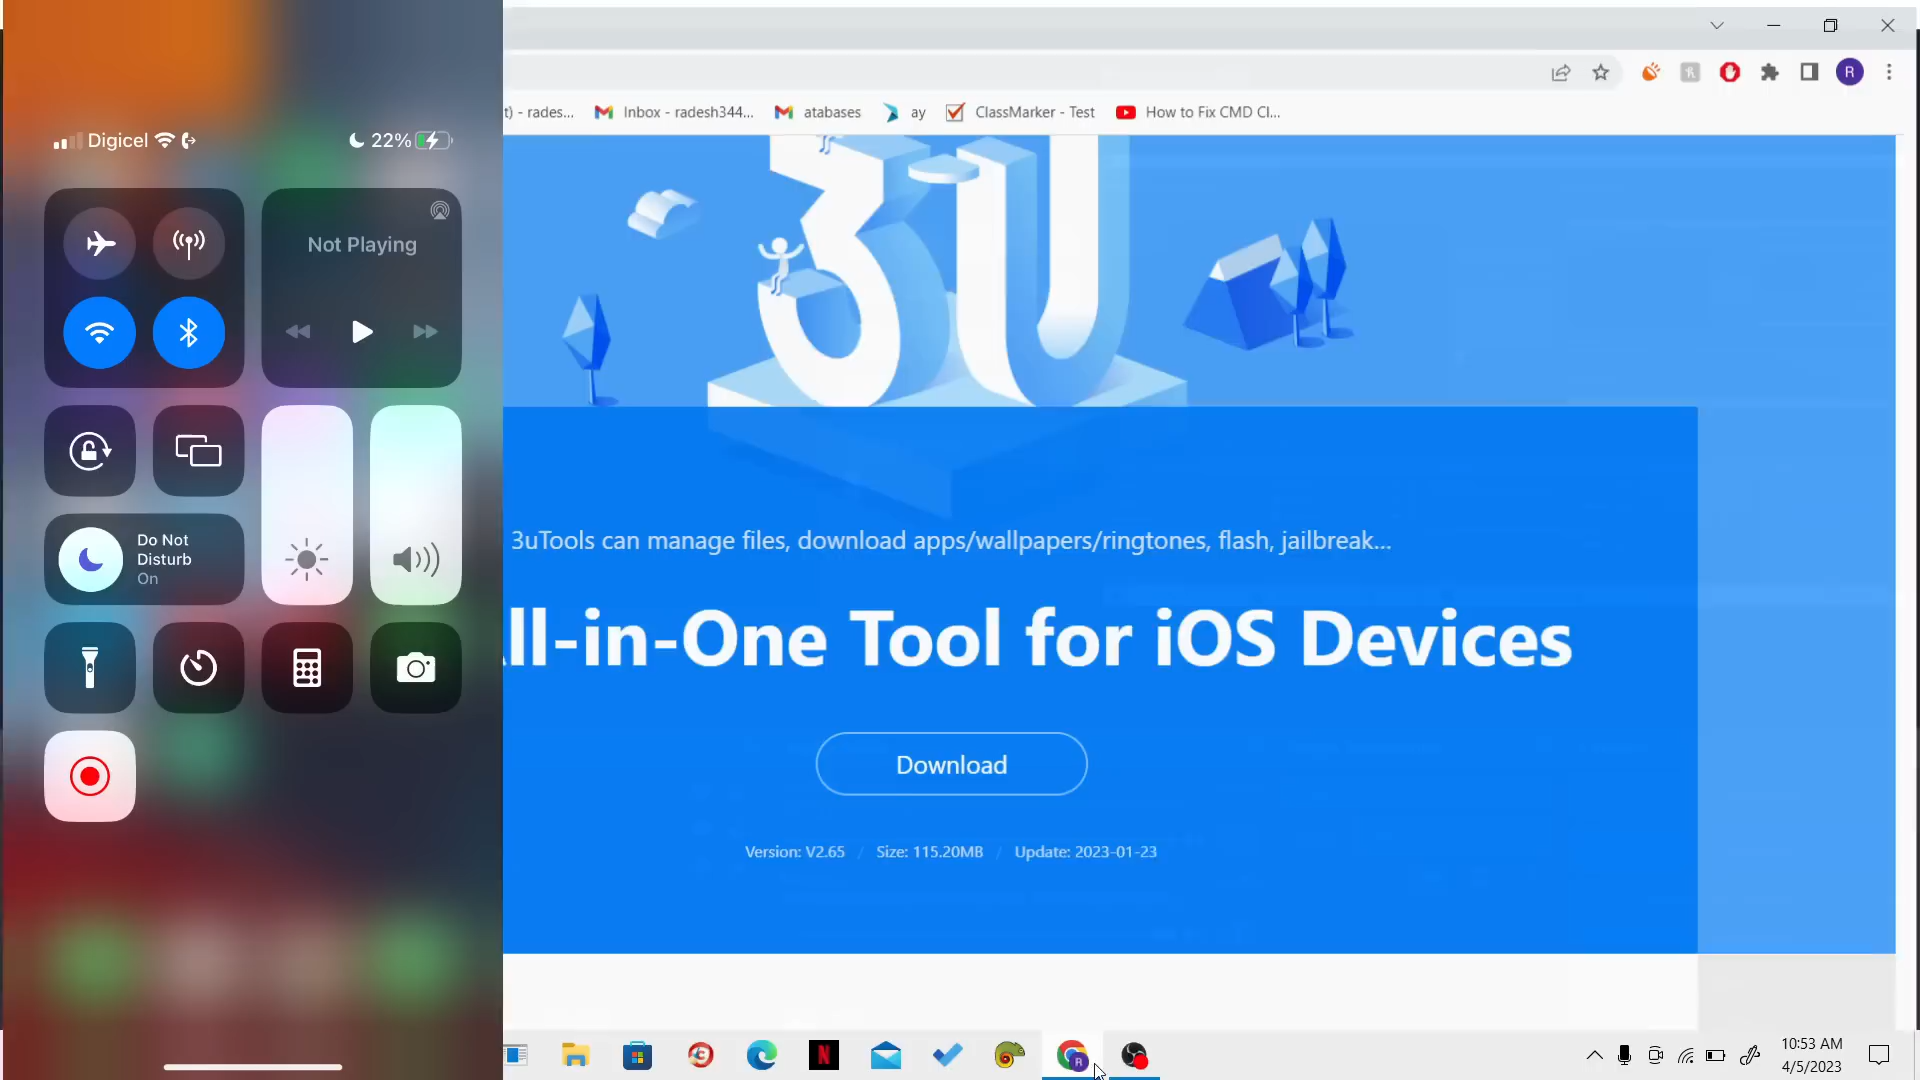 Digicel
22%
Not Playing
Do Not
Disturb
On
R
t) - rades...
Inbox - radesh344...
atabases
ay
ClassMarker - Test
How to Fix CMD Cl...
3U
3uTools can manage files, download apps/wallpapers/ringtones, flash, jailbreak...
ll-in-One Tool for iOS Devices
Download
Version: V2.65 / Size: 115.20MB / Update: 2023-01-23
N
R
10:53 AM
4/5/2023